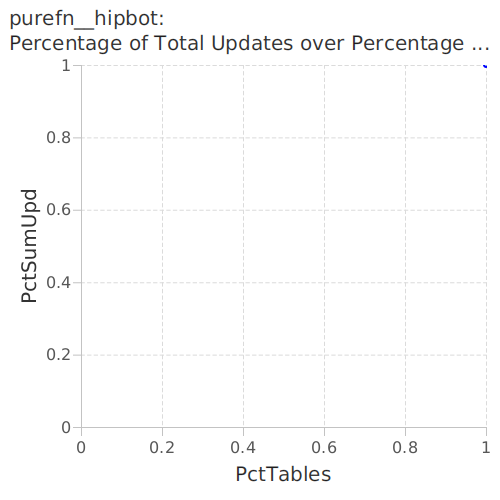 purefn__hipbot:
Percentage of Total Updates over Percentage ...
1
0.8
0.6
0.4
0.2
0
PctSumUpd
0 0.2 0.4 0.6 0.8 1
PctTables